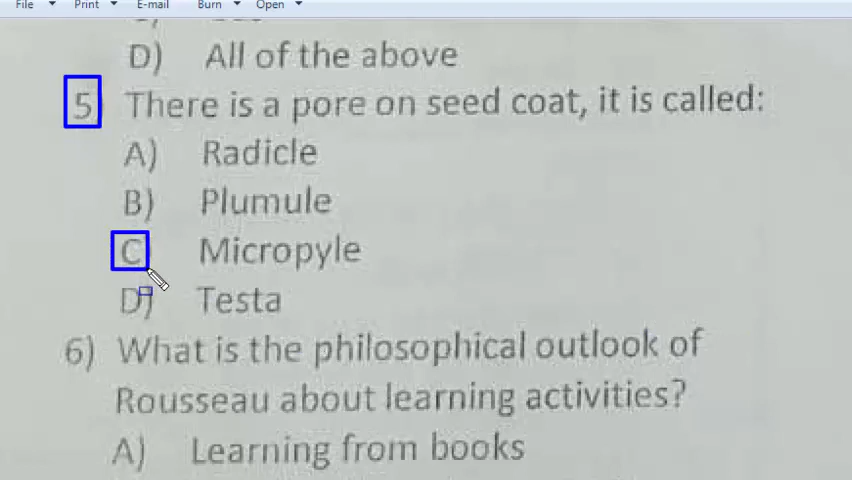 File Print E-mail Burn Open
D) All of the above
5) There is a pore on seed coat, it is called:
A) Radicle
B) Plumule
C) Micropyle
D) Testa
6) What is the philosophical outlook of
Rousseau about learning activities?
A) Learning from books